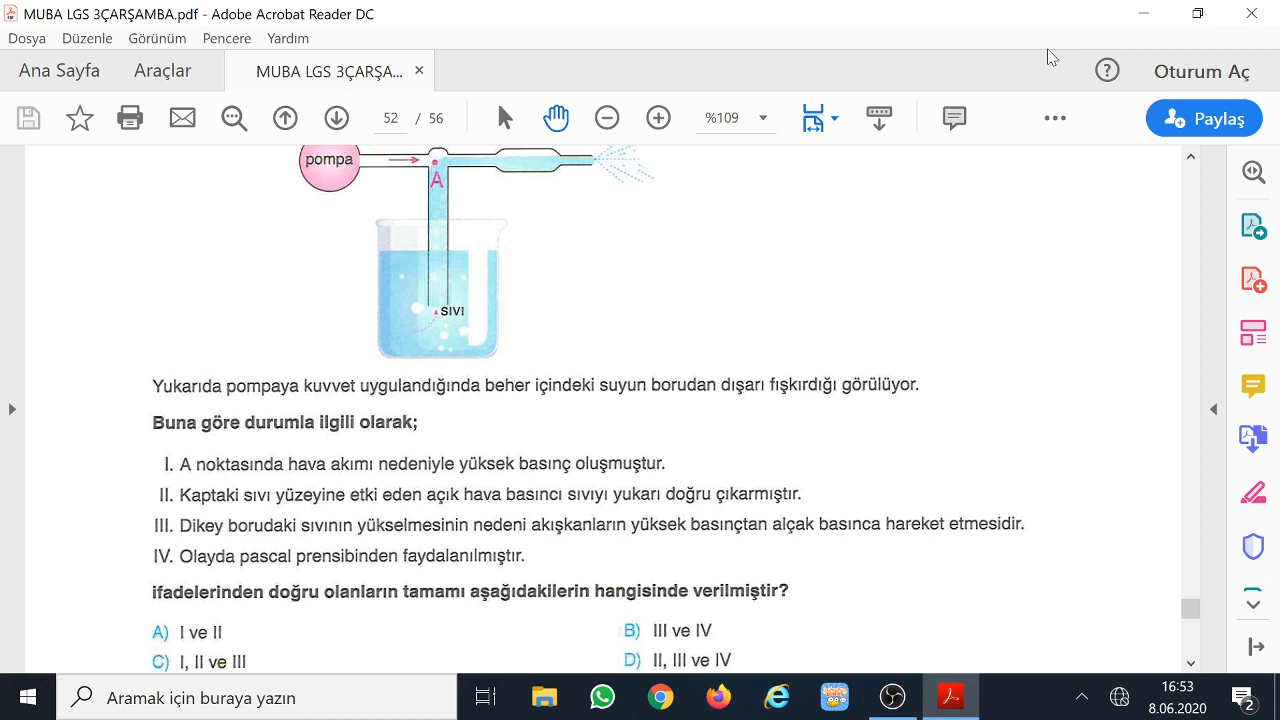 MUBA LGS 3ÇARŞAMBA.pdf - Adobe Acrobat Reader DC
Dosya Düzenle Görünüm Pencere Yardım
Ana Sayfa Araçlar MUBA LGS 3ÇARŞA... × Oturum Aç
52 / 56 %109 Paylaş
pompa
A
SIVI
Yukarıda pompaya kuvvet uygulandığında beher içindeki suyun borudan dışarı fışkırdığı görülüyor.
Buna göre durumla ilgili olarak;
I. A noktasında hava akımı nedeniyle yüksek basınç oluşmuştur.
II. Kaptaki sıvı yüzeyine etki eden açık hava basıncı sıvıyı yukarı doğru çıkarmıştır.
III. Dikey borudaki sıvının yükselmesinin nedeni akışkanların yüksek basınçtan alçak basınca hareket etmesidir.
IV. Olayda pascal prensibinden faydalanılmıştır.
ifadelerinden doğru olanların tamamı aşağıdakilerin hangisinde verilmiştir?
A) I ve II B) III ve IV
C) I, II ve III D) II, III ve IV
Aramak için buraya yazın
16:53
8.06.2020
2